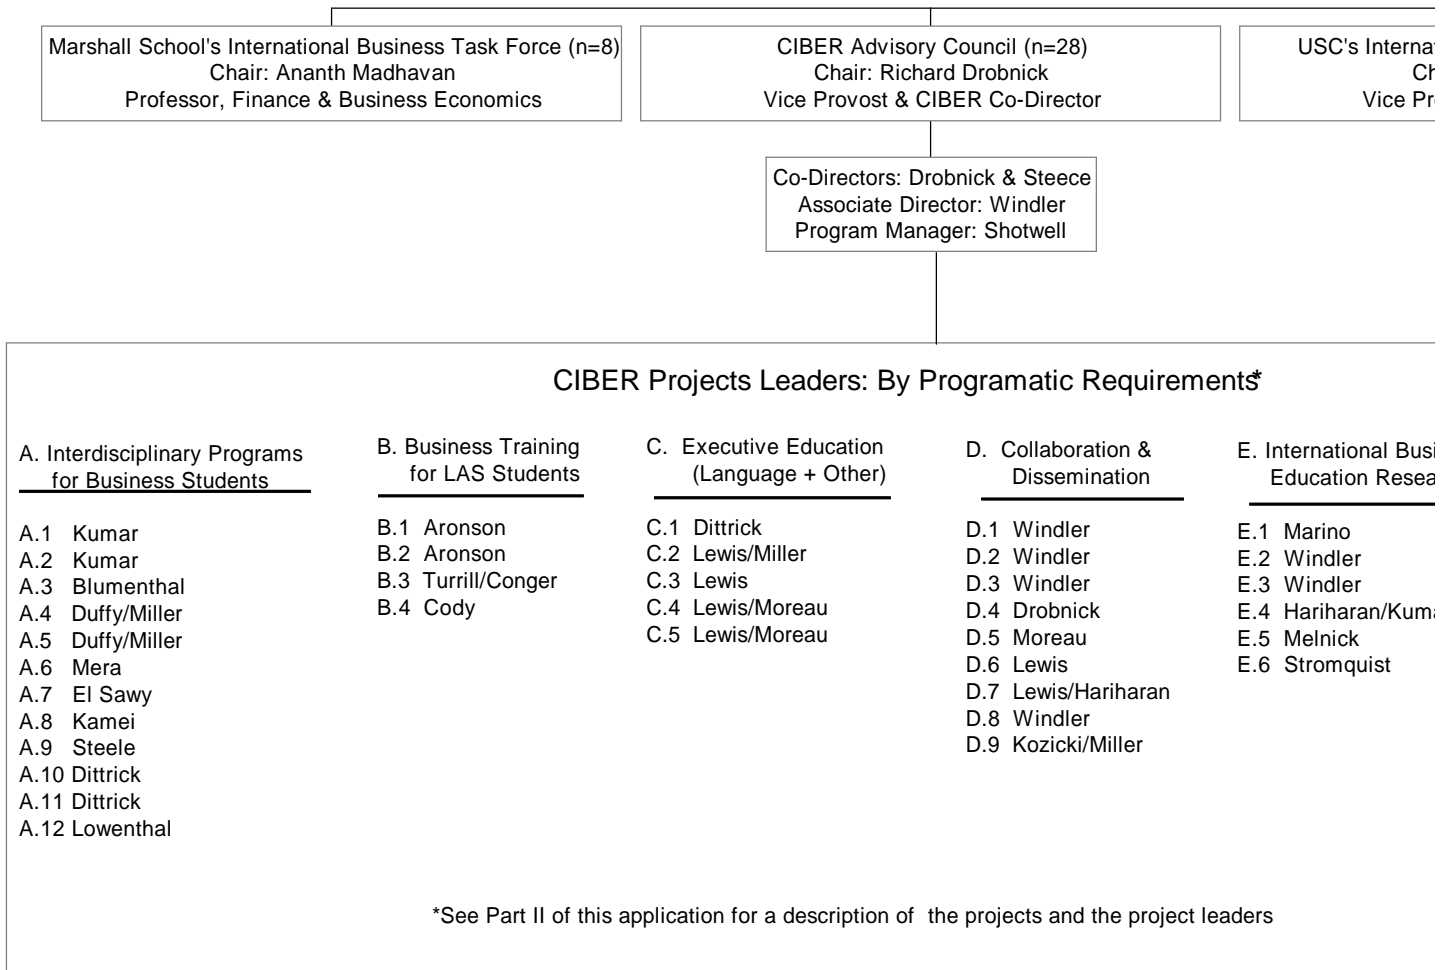 Marshall School's International Business Task Force (n=8)
Chair: Ananth Madhavan
Professor, Finance & Business Economics
CIBER Advisory Council (n=28)
Chair: Richard Drobnick
Vice Provost & CIBER Co-Director
USC's
Vice
Co-Directors: Drobnick & Steece
Associate Director: Windler
Program Manager: Shotwell
CIBER Projects Leaders: By Programatic Requirements*
A. Interdisciplinary Programs
for Business Students
A.1 Kumar
A.2 Kumar
A.3 Blumenthal
A.4 Duffy/Miller
A.5 Duffy/Miller
A.6 Mera
A.7 El Sawy
A.8 Kamei
A.9 Steele
A.10 Dittrick
A.11 Dittrick
A.12 Lowenthal
B. Business Training
for LAS Students
B.1 Aronson
B.2 Aronson
B.3 Turrill/Conger
B.4 Cody
C. Executive Education
(Language + Other)
C.1 Dittrick
C.2 Lewis/Miller
C.3 Lewis
C.4 Lewis/Moreau
C.5 Lewis/Moreau
D. Collaboration &
Dissemination
D.1 Windler
D.2 Windler
D.3 Windler
D.4 Drobnick
D.5 Moreau
D.6 Lewis
D.7 Lewis/Hariharan
D.8 Windler
D.9 Kozicki/Miller
E. International
Education
E.1 Marino
E.2 Windler
E.3 Windler
E.4 Hariharan/
E.5 Melnick
E.6 Stromquist
*See Part II of this application for a description of the projects and the project leaders